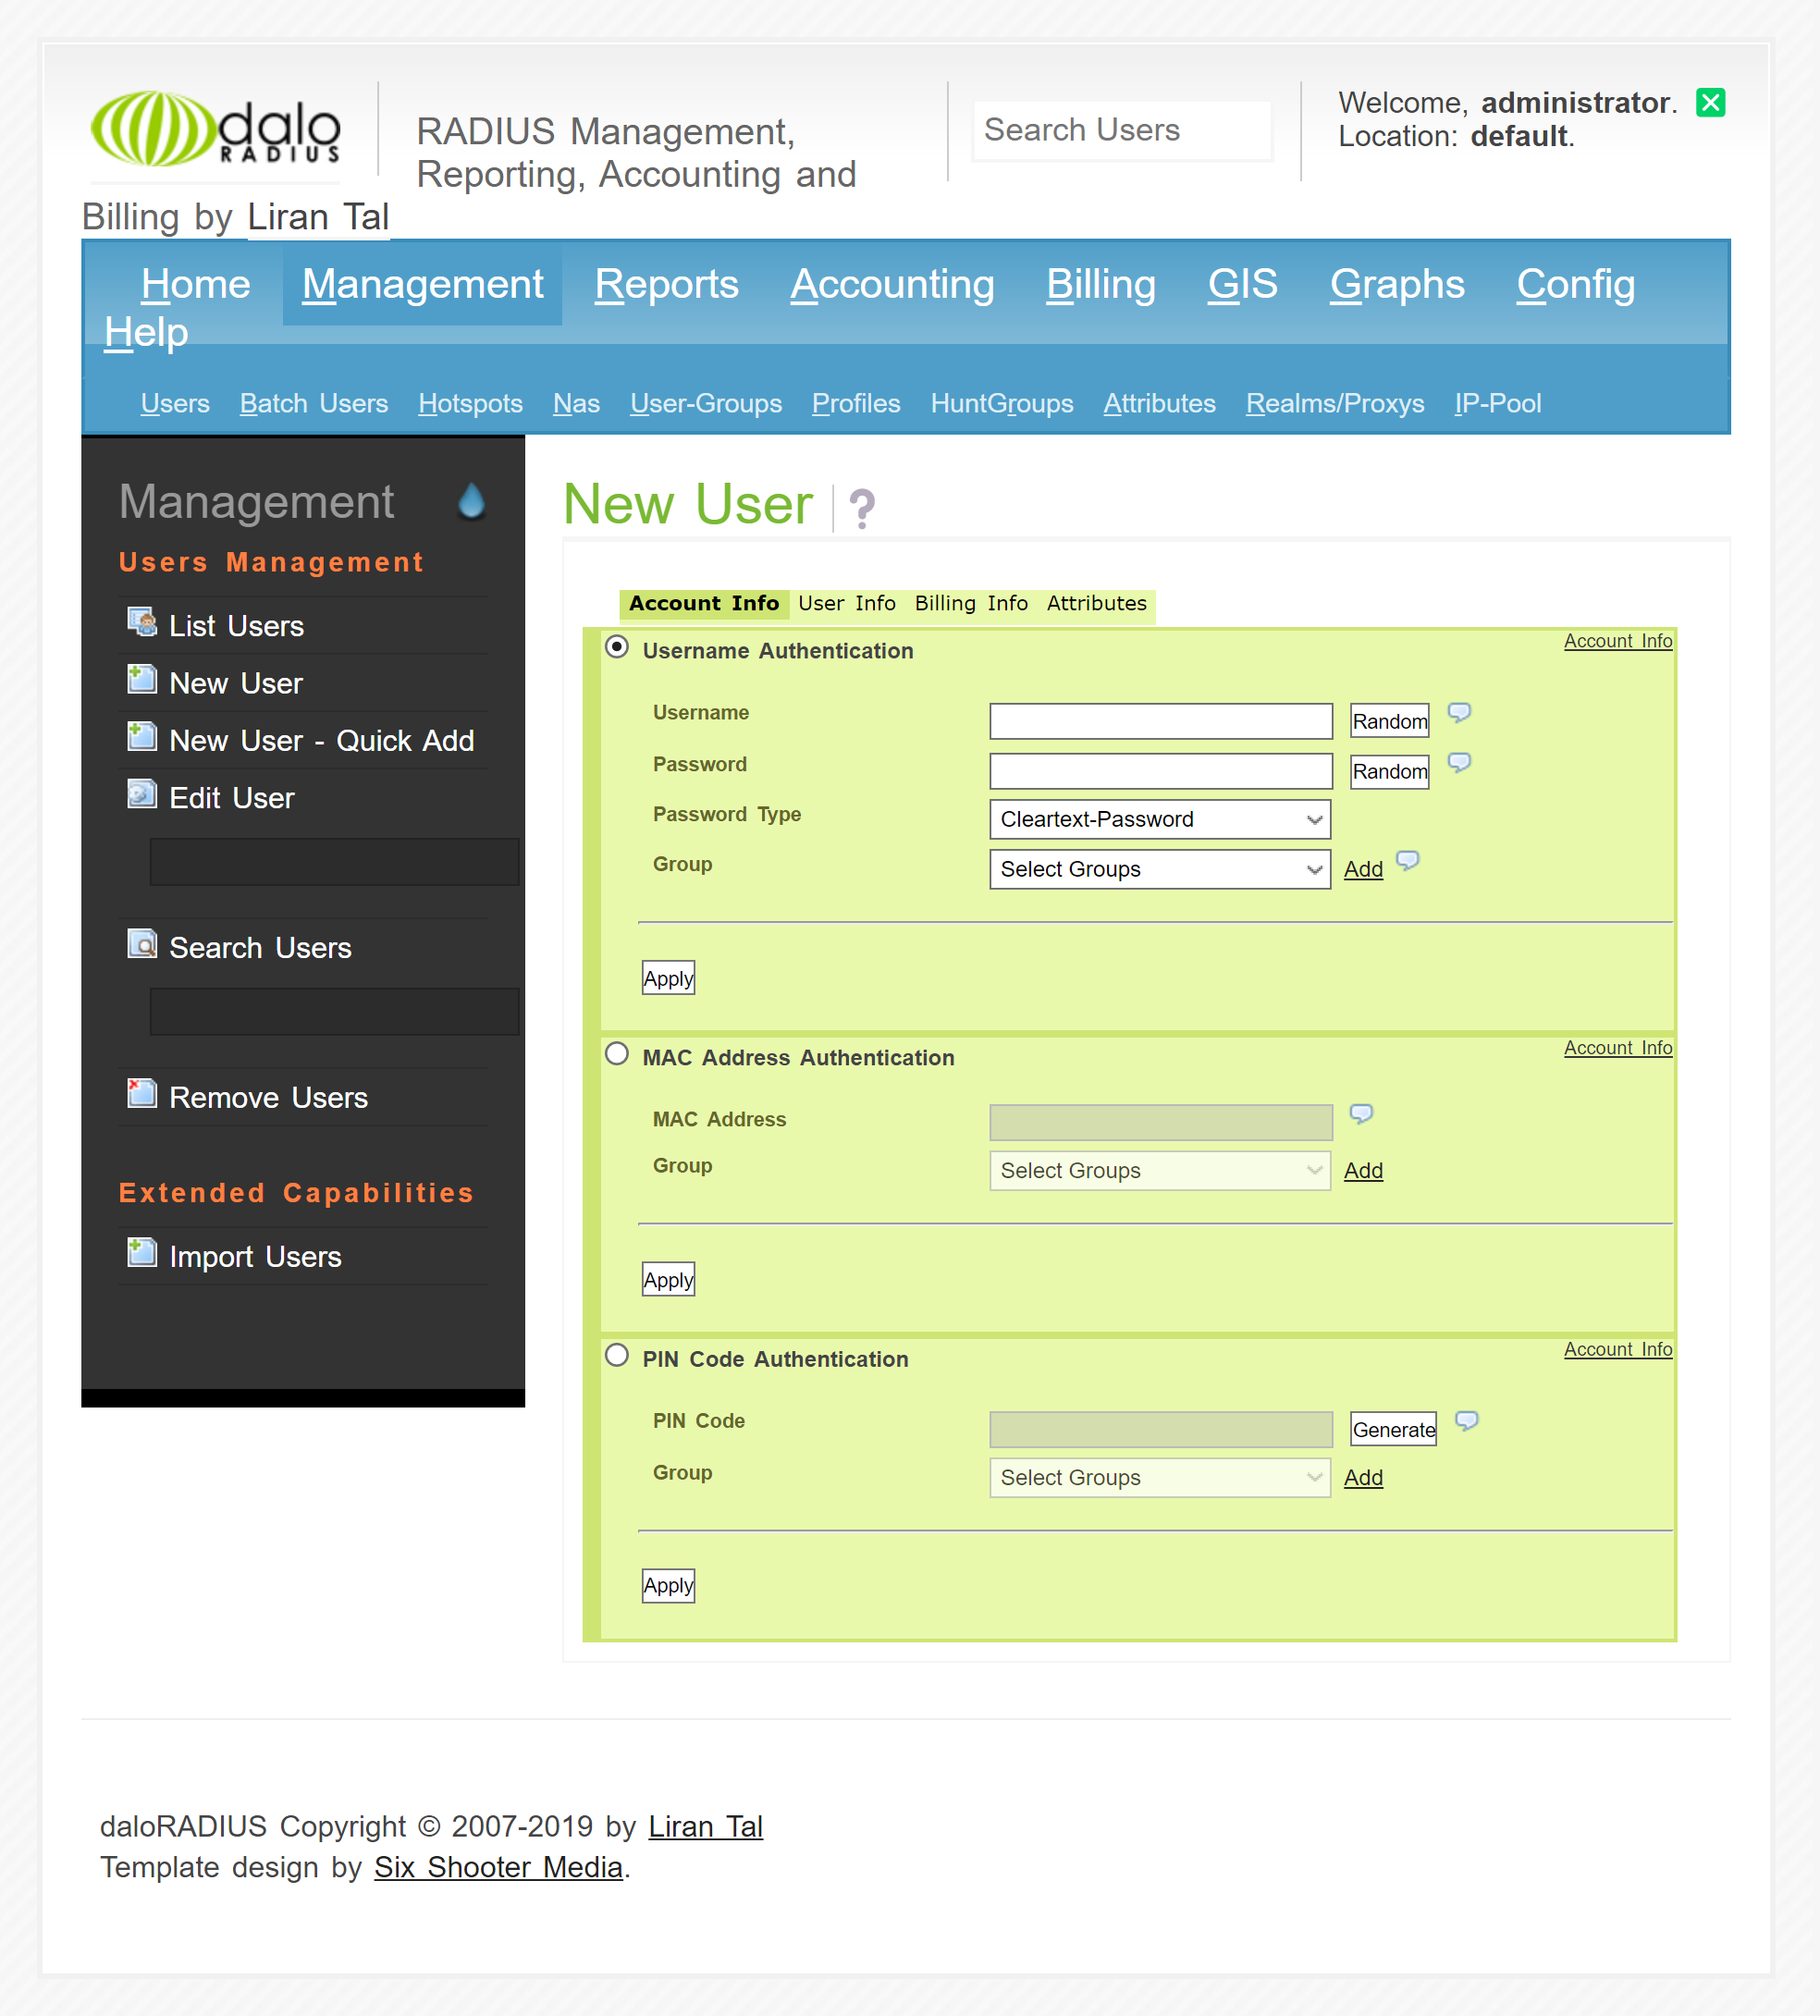 dalo
RADIUS
RADIUS Management,
Reporting, Accounting and
Billing by Liran Tal
Search Users
Welcome, administrator.
Location: default.
Home Management Reports Accounting Billing GIS Graphs Config
Help
Users Batch Users Hotspots Nas User-Groups Profiles HuntGroups Attributes Realms/Proxys IP-Pool
Management
Users Management
List Users
New User
New User - Quick Add
Edit User
Search Users
Remove Users
Extended Capabilities
Import Users
New User ?
Account Info User Info Billing Info Attributes
Account Info
Username Authentication
Username Random
Password Random
Password Type Cleartext-Password
Group Select Groups Add
Apply
Account Info
MAC Address Authentication
MAC Address
Group Select Groups Add
Apply
Account Info
PIN Code Authentication
PIN Code Generate
Group Select Groups Add
Apply
daloRADIUS Copyright © 2007-2019 by Liran Tal
Template design by Six Shooter Media.